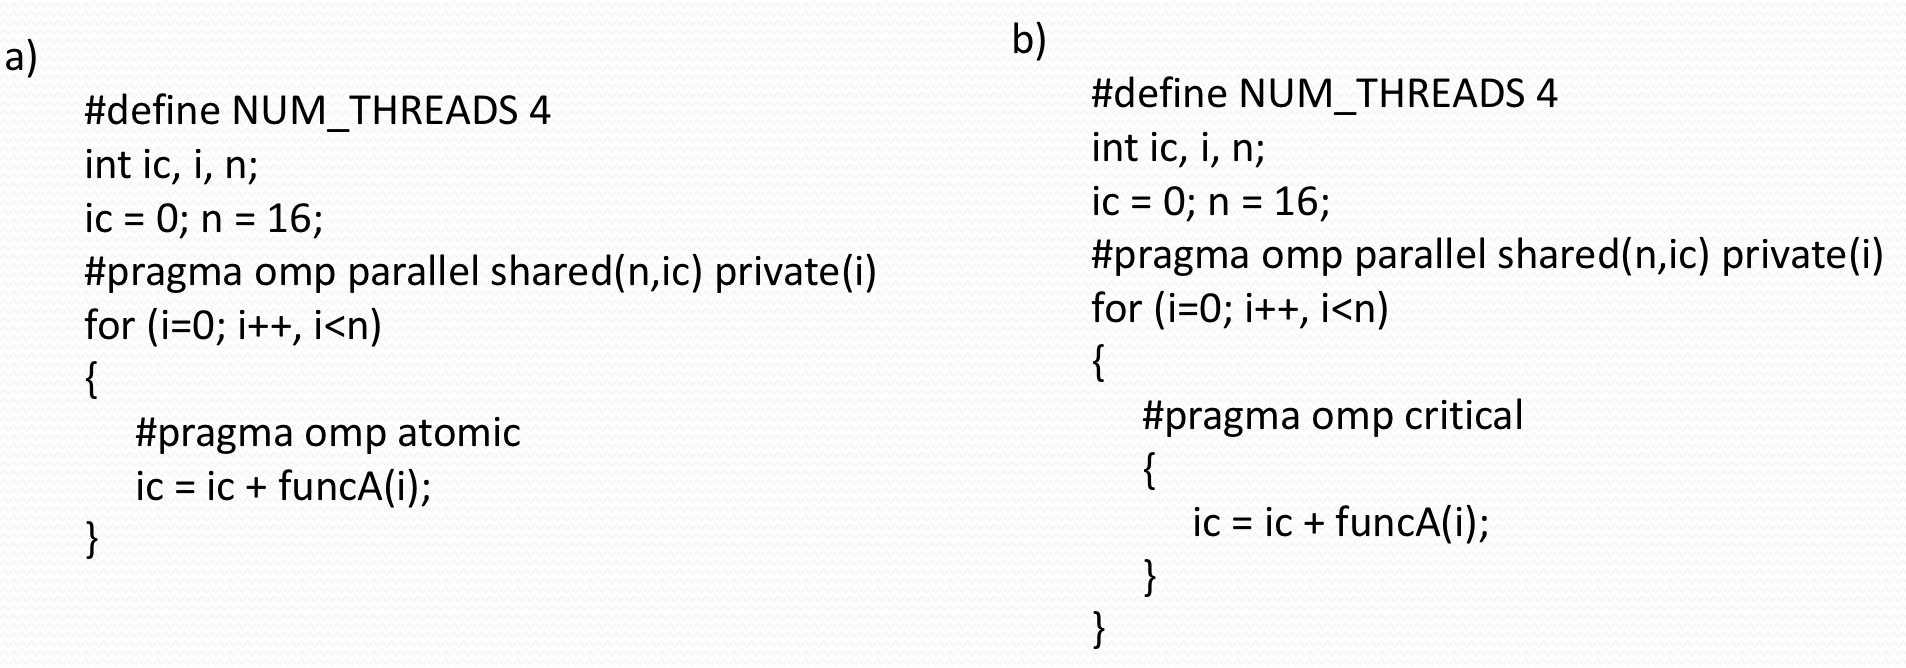 a)
#define NUM_THREADS 4
int ic, i, n;
ic = 0; n = 16;
#pragma omp parallel shared(n,ic) private(i)
for (i=0; i++, i<n)
{
#pragma omp atomic
ic = ic + funcA(i);
}
b)
#define NUM_THREADS 4
int ic, i, n;
ic = 0; n = 16;
#pragma omp parallel shared(n,ic) private(i)
for (i=0; i++, i<n)
{
#pragma omp critical
{
ic = ic + funcA(i);
}
}